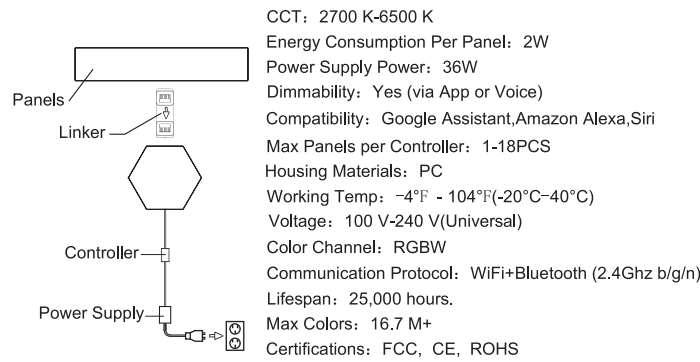 CCT：2700 K-6500 K
Energy Consumption Per Panel：2W
Power Supply Power：36W
Dimmability：Yes (via App or Voice)
Compatibility：Google Assistant,Amazon Alexa,Siri
Max Panels per Controller：1-18PCS
Housing Materials：PC
Working Temp：-4°F - 104°F(-20°C-40°C)
Voltage：100 V-240 V(Universal)
Color Channel：RGBW
Communication Protocol：WiFi+Bluetooth (2.4Ghz b/g/n)
Lifespan：25,000 hours.
Max Colors：16.7 M+
Certifications：FCC, CE, ROHS
Panels
Linker
Controller
Power Supply